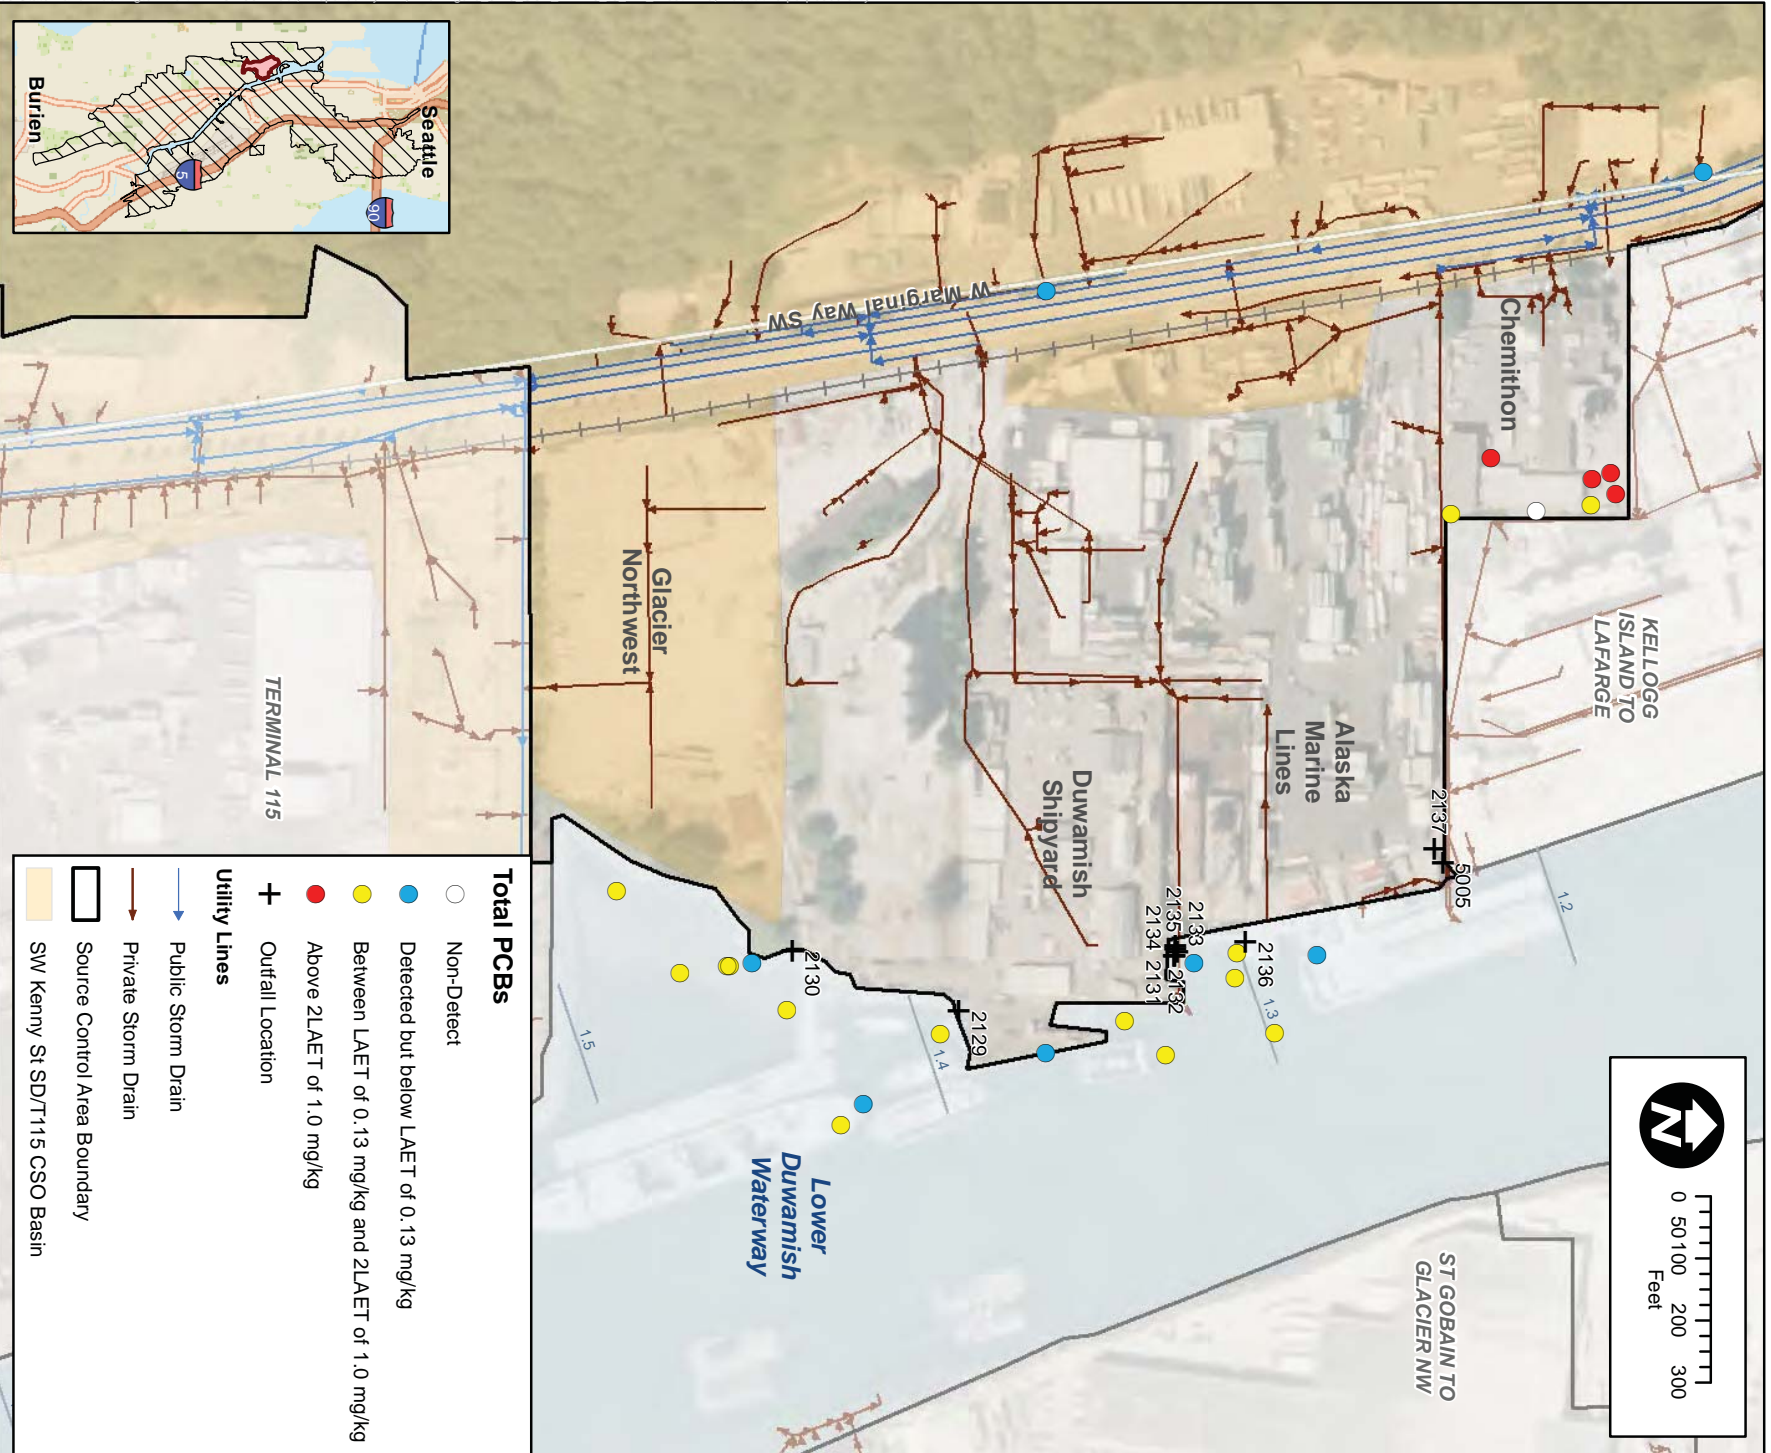 Seattle
Burien
5
90
W Marginal Way SW
Chemithon
KELLOGG
ISLAND TO
LAFARGE
Glacier
Northwest
TERMINAL 115
Alaska
Marine
Lines
Duwamish
Shipyard
2137
5005
2135
2133
2134
2131
2132
2136
2130
2129
1.2
1.3
1.4
1.5
Lower
Duwamish
Waterway
ST GOBAIN TO
GLACIER NW
N
0 50 100 200 300
Feet
Total PCBs
Non-Detect
Detected but below LAET of 0.13 mg/kg
Between LAET of 0.13 mg/kg and 2LAET of 1.0 mg/kg
Above 2LAET of 1.0 mg/kg
Outfall Location
Utility Lines
Public Storm Drain
Private Storm Drain
Source Control Area Boundary
SW Kenny St SD/T115 CSO Basin